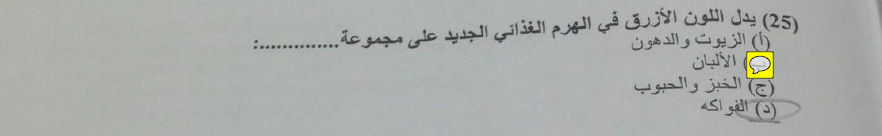 (25) يدل اللون الأزرق في الهرم الغذائي الجديد على مجموعة..............:
(أ) الزيوت والدهون
الألبان
(ج) الخبز والحبوب
(د) الفواكه